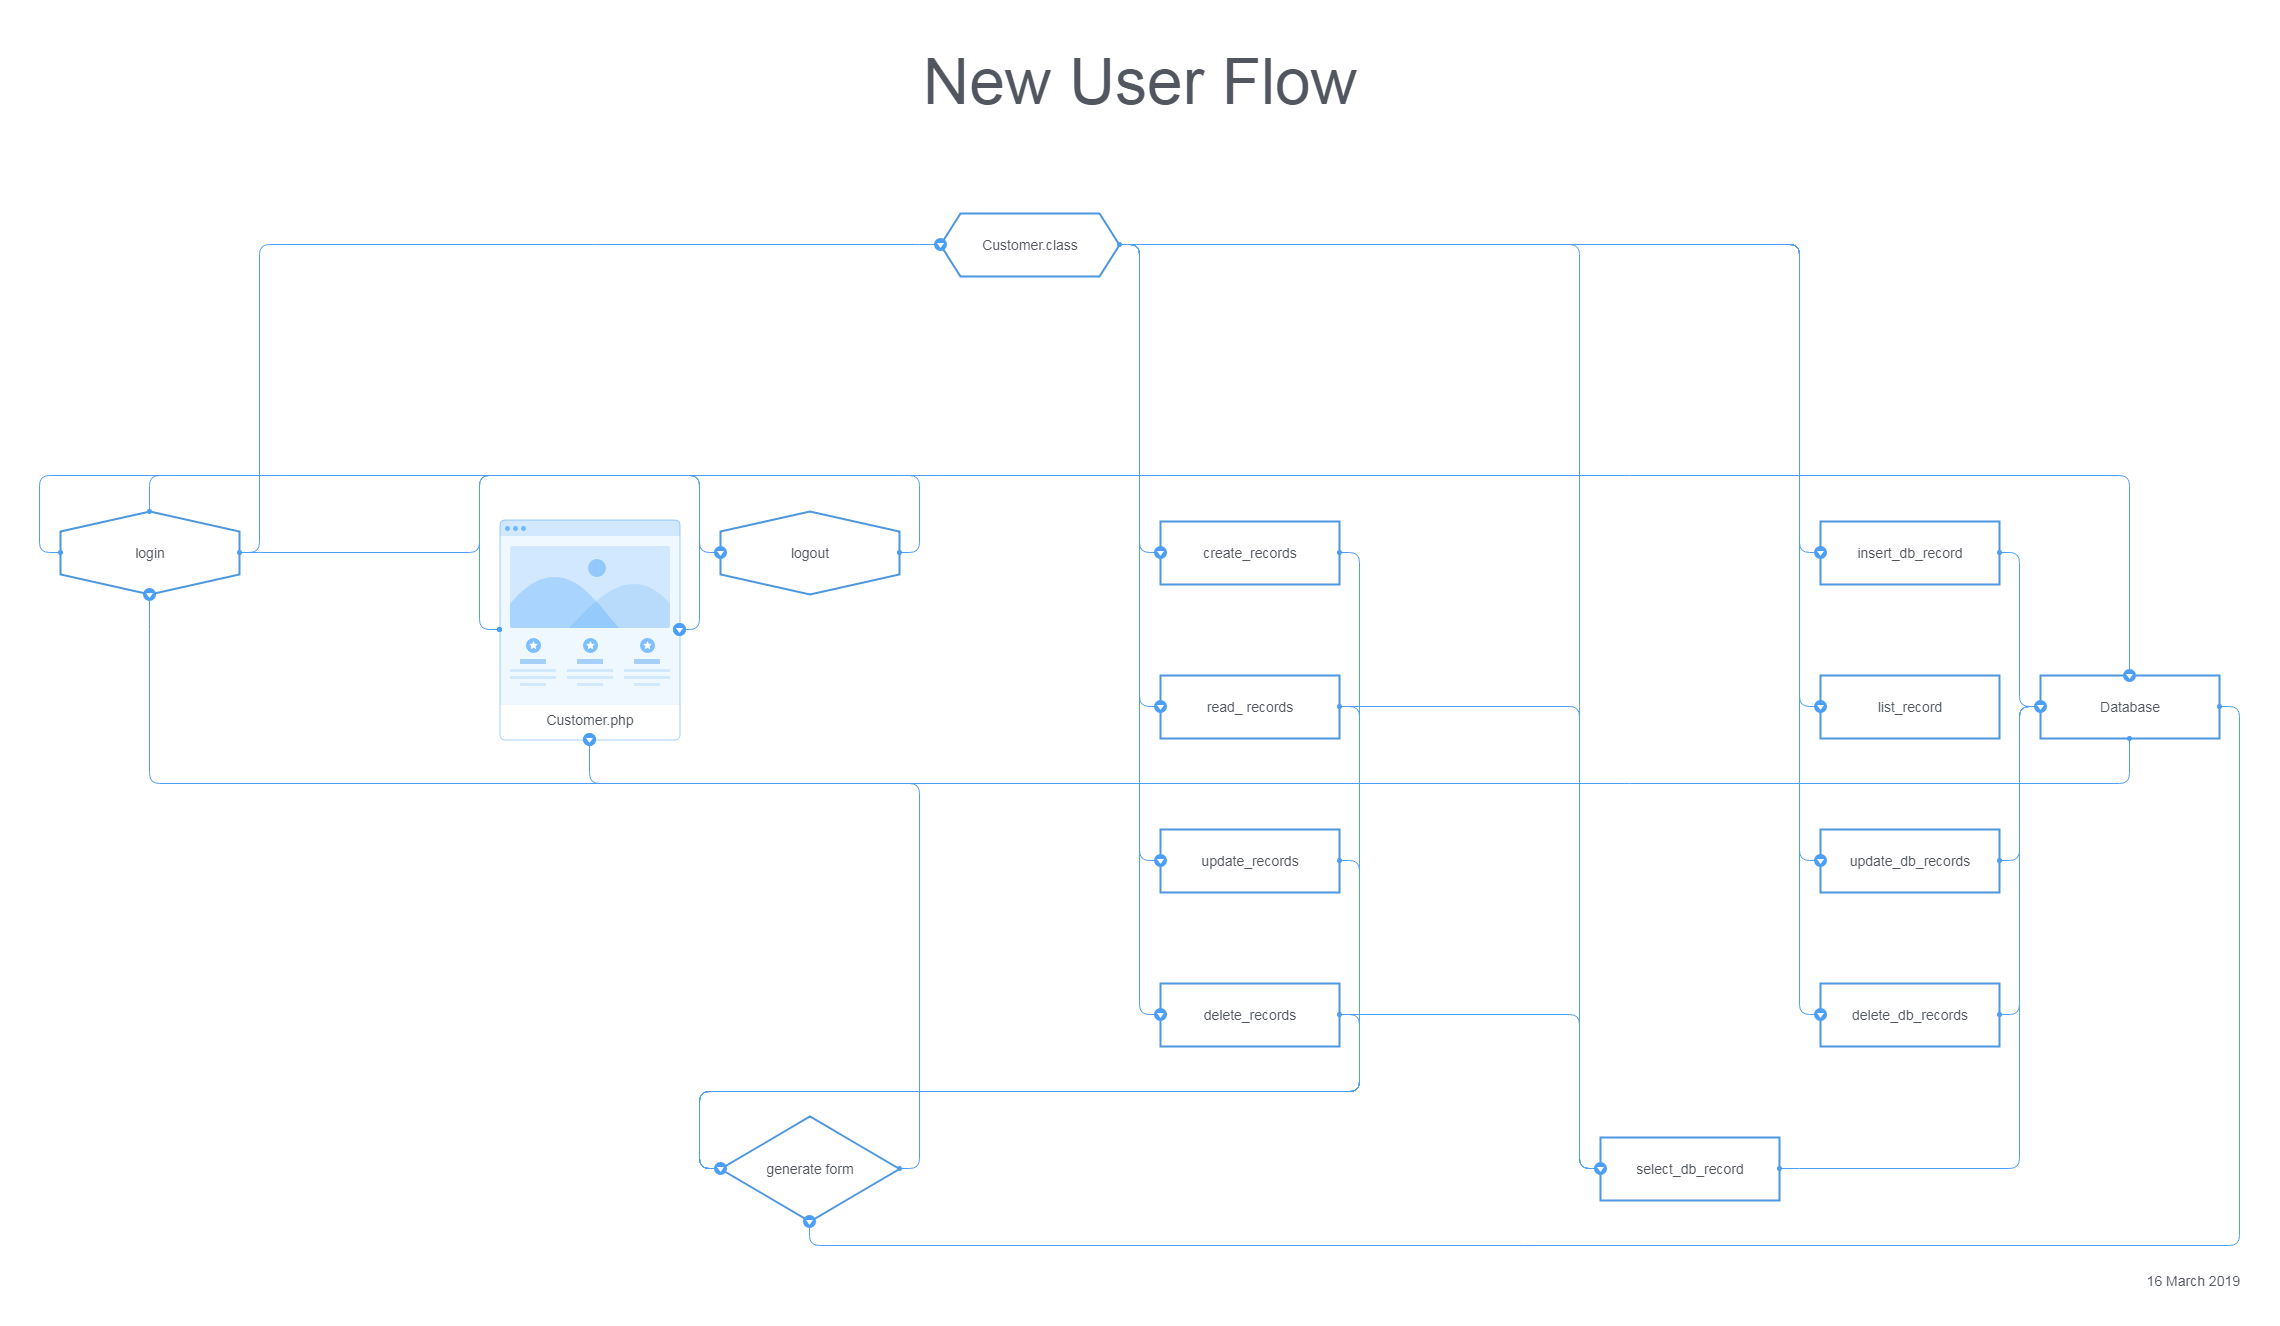 New User Flow
Customer.class
login
logout
create_records
insert_db_record
Customer.php
read_ records
list_record
Database
update_records
update_db_records
delete_records
delete_db_records
generate form
select_db_record
16 March 2019